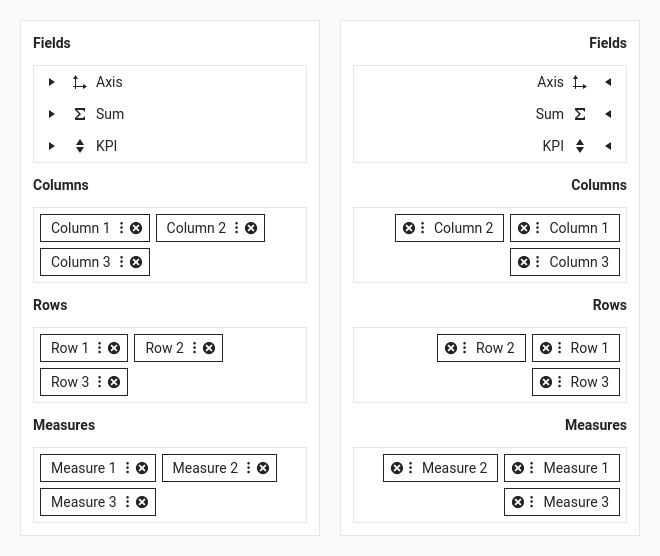 Fields
Axis
Sum
KPI
Columns
Column 1 Column 2
Column 3
Rows
Row 1 Row 2
Row 3
Measures
Measure 1 Measure 2
Measure 3
Fields
Axis
Sum
KPI
Columns
Column 2 Column 1
Column 3
Rows
Row 2 Row 1
Row 3
Measures
Measure 2 Measure 1
Measure 3